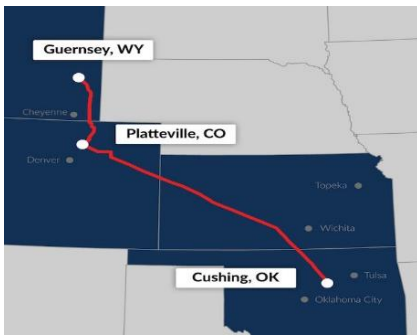 Guernsey, WY
Cheyenne
Platteville, CO
Denver
Topeka
Wichita
Cushing, OK
Tulsa
Oklahoma City